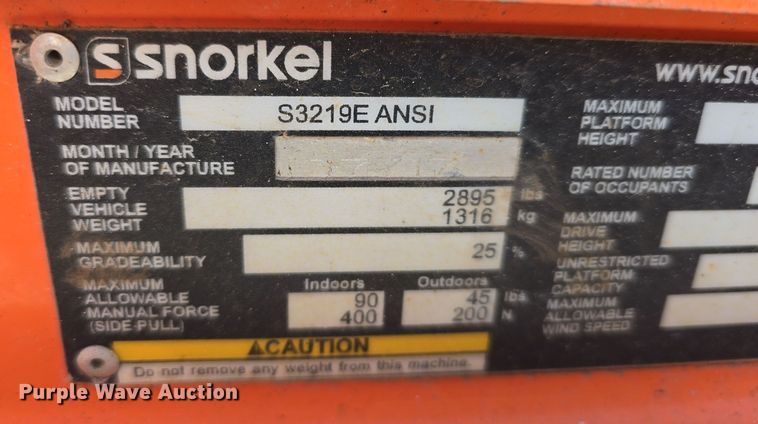 snorkel
www.sno
MODEL NUMBER S3219E ANSI
MONTH / YEAR OF MANUFACTURE
EMPTY VEHICLE WEIGHT 2895 lbs 1316 kg
MAXIMUM GRADEABILITY 25 %
MAXIMUM ALLOWABLE MANUAL FORCE (SIDE-PULL)
Indoors Outdoors
90 45 lbs
400 200 N
MAXIMUM PLATFORM HEIGHT
RATED NUMBER OF OCCUPANTS
MAXIMUM DRIVE HEIGHT
UNRESTRICTED PLATFORM CAPACITY
MAXIMUM ALLOWABLE WIND SPEED
CAUTION
Do not remove any weight from this machine.
Purple Wave Auction